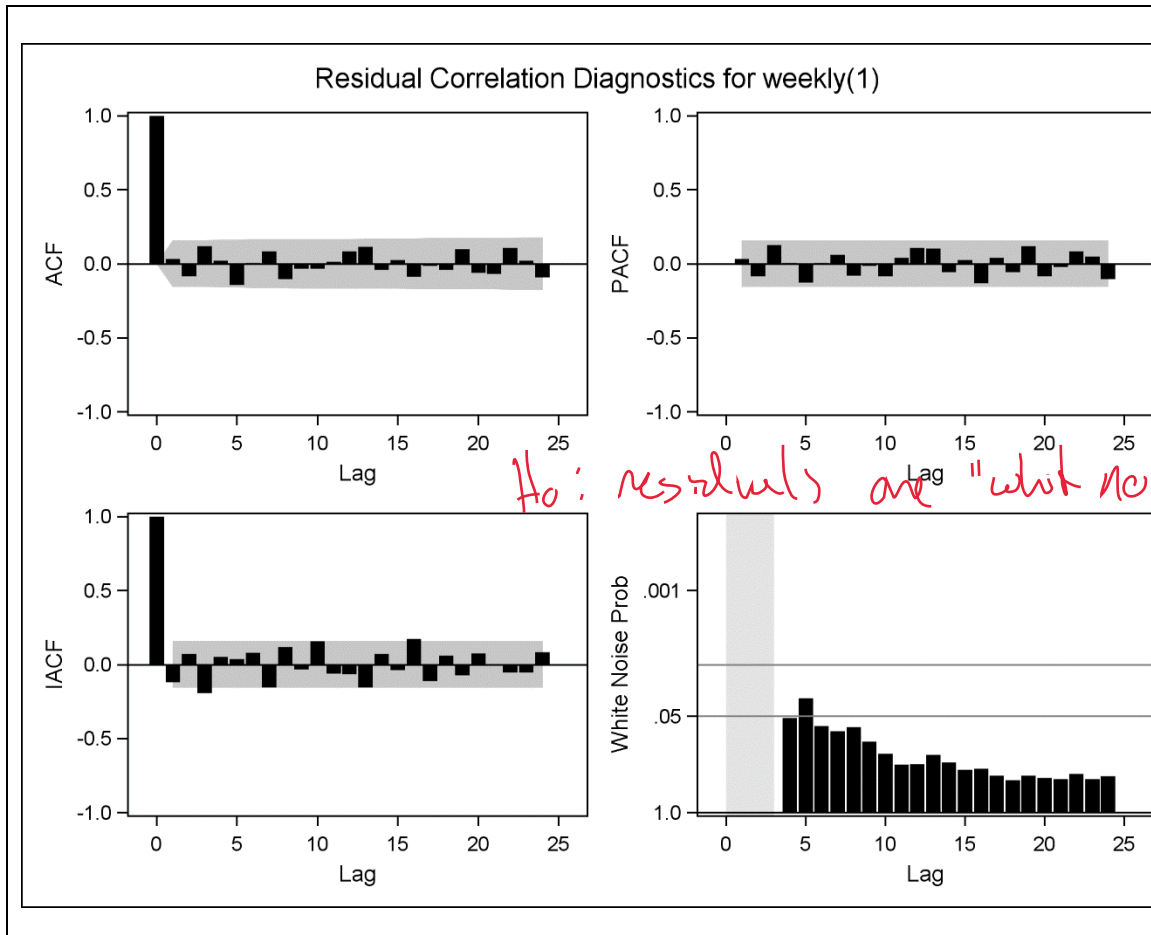 Residual Correlation Diagnostics for weekly(1)
1.0
0.5
0.0
-0.5
-1.0
ACF
0 5 10 15 20 25
Lag
1.0
0.5
0.0
-0.5
-1.0
PACF
0 5 10 15 20 25
Lag
Ho: residuals are "whit no
1.0
0.5
0.0
-0.5
-1.0
IACF
0 5 10 15 20 25
Lag
.001
.05
1.0
White Noise Prob
0 5 10 15 20 25
Lag